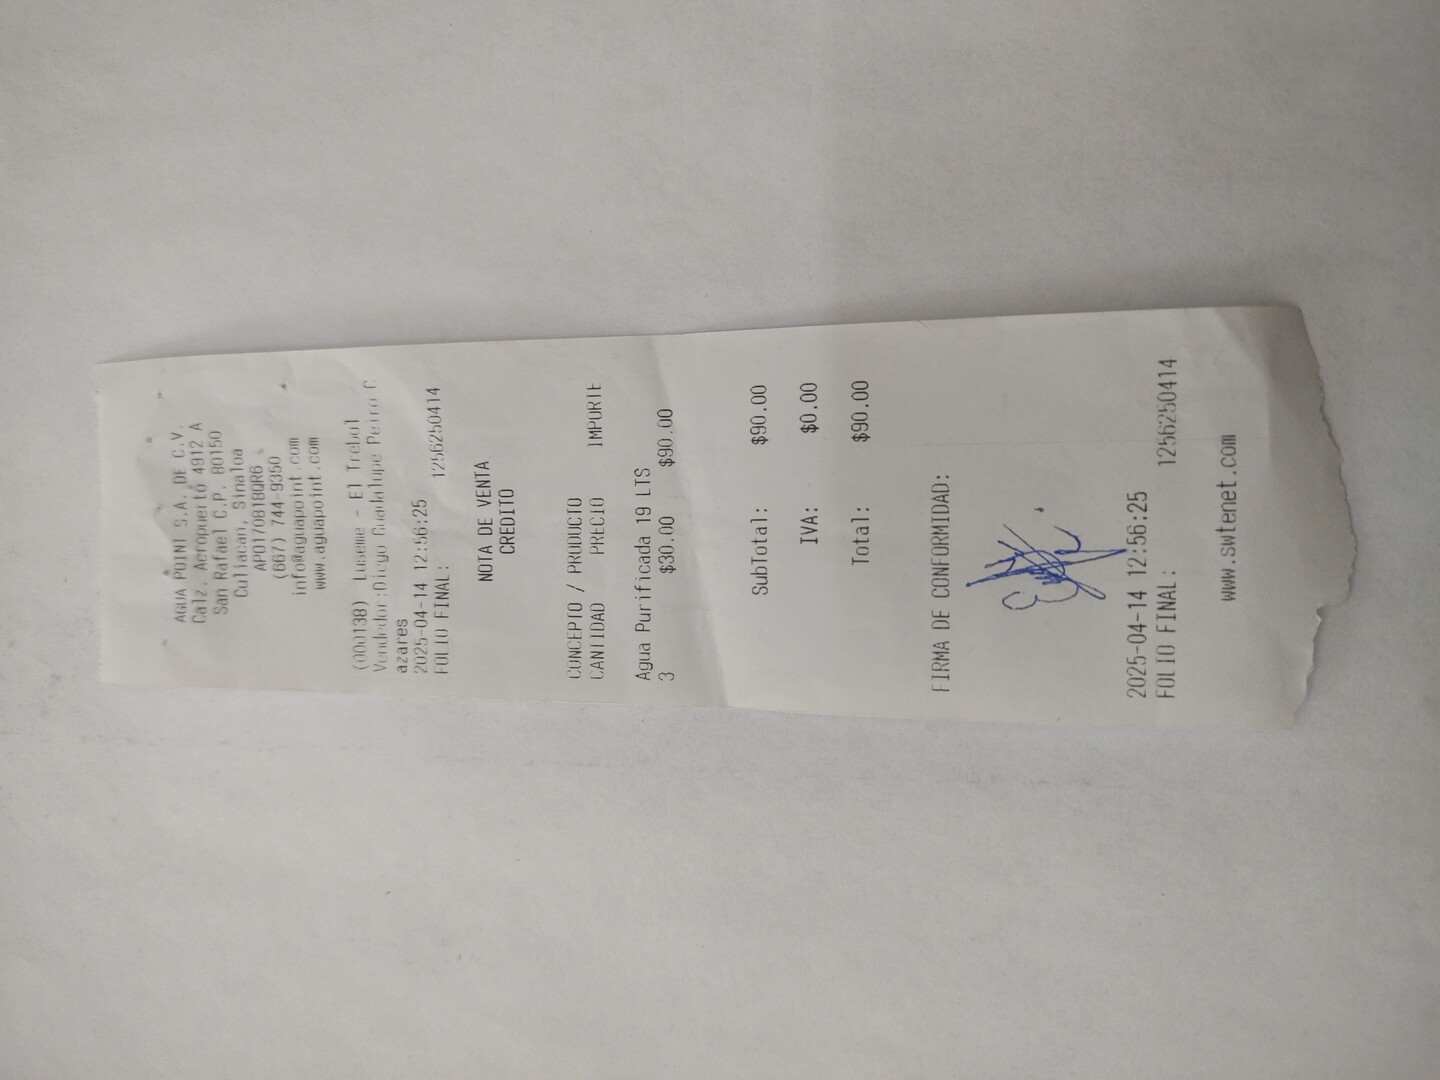 AGUA POINT S.A. DE C.V.
Calz. Aeropuerto 4912 A
San Rafael C.P. 80150
Culiacan, Sinaloa
APO170818QR6
(667) 744-9350
info@aguapoint.com
www.aguapoint.com
(000138) Luseme - El Trebol
Vendedor:Diego Guadalupe Peiro C
azares
2025-04-14 12:56:25
FOLIO FINAL: 1256250414
NOTA DE VENTA
CREDITO
CONCEPTO / PRODUCTO
CANTIDAD PRECIO IMPORTE
Agua Purificada 19 LTS
3 $30.00 $90.00
SubTotal: $90.00
IVA: $0.00
Total: $90.00
FIRMA DE CONFORMIDAD:
2025-04-14 12:56:25
FOLIO FINAL: 1256250414
www.swtenet.com